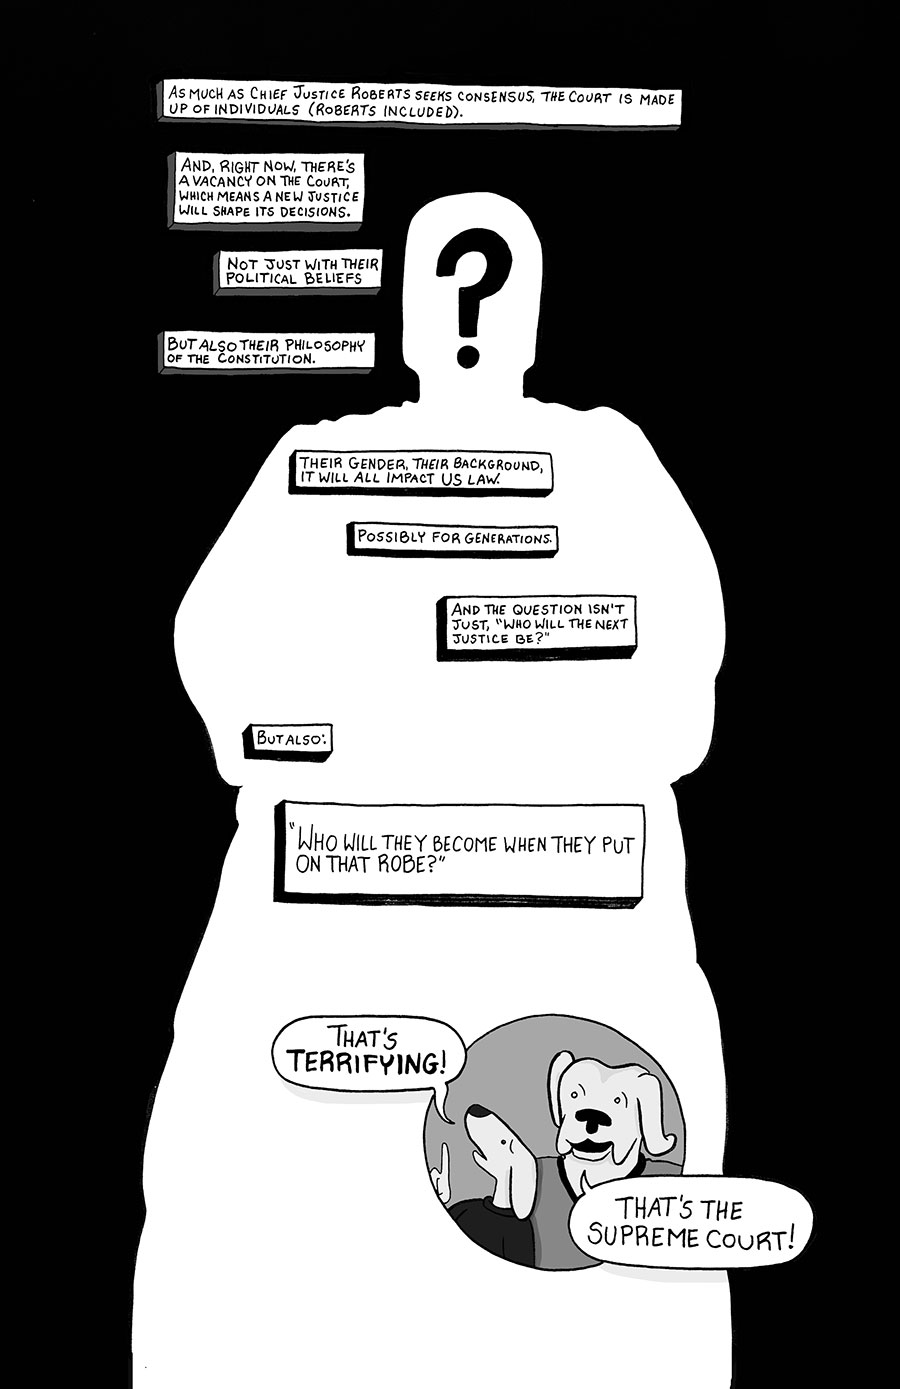 AS MUCH AS CHIEF JUSTICE ROBERTS SEEKS CONSENSUS, THE COURT IS MADE
UP OF INDIVIDUALS (ROBERTS INCLUDED).
AND, RIGHT NOW, THERE'S
A VACANCY ON THE COURT,
WHICH MEANS A NEW JUSTICE
WILL SHAPE ITS DECISIONS.
NOT JUST WITH THEIR
POLITICAL BELIEFS
BUT ALSO THEIR PHILOSOPHY
OF THE CONSTITUTION.
?
THEIR GENDER, THEIR BACKGROUND,
IT WILL ALL IMPACT US LAW.
POSSIBLY FOR GENERATIONS.
AND THE QUESTION ISN'T
JUST, "WHO WILL THE NEXT
JUSTICE BE?"
BUT ALSO:
"WHO WILL THEY BECOME WHEN THEY PUT
ON THAT ROBE?"
THAT'S
TERRIFYING!
THAT'S THE
SUPREME COURT!